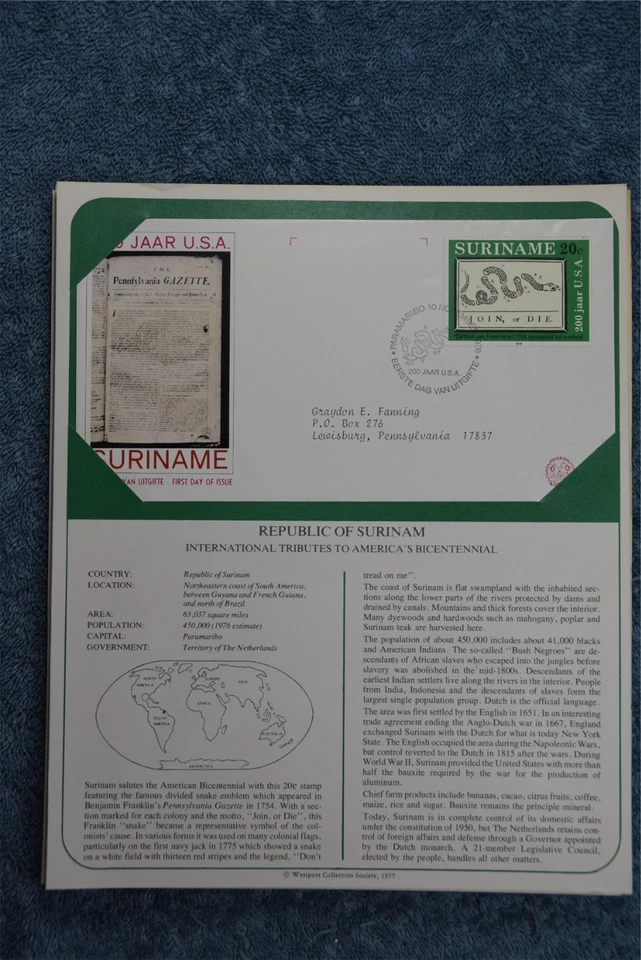 JAAR U.S.A.
THE
Pennsylvania GAZETTE.
SURINAME
VAN UITGIFTE - FIRST DAY OF ISSUE
SURINAME 20c
JOIN, or DIE
200 jaar U.S.A.
PARAMARIBO 10 NO
200 JAAR U.S.A.
EERSTE DAG VAN UITGIFTE
Graydon E. Fanning
P.O. Box 276
Lewisburg, Pennsylvania 17837
REPUBLIC OF SURINAM
INTERNATIONAL TRIBUTES TO AMERICA'S BICENTENNIAL
COUNTRY: Republic of Surinam
LOCATION: Northeastern coast of South America,
between Guyana and French Guiana,
and north of Brazil.
AREA: 63,037 square miles
POPULATION: 450,000 (1976 estimate)
CAPITAL: Paramaribo
GOVERNMENT: Territory of The Netherlands
NORTH AMERICA
EUROPE
ASIA
AFRICA
SOUTH AMERICA
AUSTRALIA
ANTARCTICA
Surinam salutes the American Bicentennial with this 20c stamp
featuring the famous divided snake emblem which appeared in
Benjamin Franklin's Pennsylvania Gazette in 1754. With a sec-
tion marked for each colony and the motto, "Join, or Die", this
Franklin "snake" became a representative symbol of the col-
onists' cause. In various forms it was used on many colonial flags,
particularly on the first navy jack in 1775 which showed a snake
on a white field with thirteen red stripes and the legend, "Don't
tread on me".
The coast of Surinam is flat swampland with the inhabited sec-
tions along the lower parts of the rivers protected by dams and
drained by canals. Mountains and thick forests cover the interior.
Many dyewoods and hardwoods such as mahogany, poplar and
Surinam teak are harvested here.
The population of about 450,000 includes about 41,000 blacks
and American Indians. The so-called "Bush Negroes" are de-
scendants of African slaves who escaped into the jungles before
slavery was abolished in the mid-1800s. Descendants of the
earliest Indian settlers live along the rivers in the interior. People
from India, Indonesia and the descendants of slaves form the
largest single population group. Dutch is the official language.
The area was first settled by the English in 1651. In an interesting
trade agreement ending the Anglo-Dutch war in 1667, England
exchanged Surinam with the Dutch for what is today New York
State. The English occupied the area during the Napoleonic Wars,
but control reverted to the Dutch in 1815 after the wars. During
World War II, Surinam provided the United States with more than
half the bauxite required by the war for the production of
aluminum.
Chief farm products include bananas, cacao, citrus fruits, coffee,
maize, rice and sugar. Bauxite remains the principle mineral.
Today, Surinam is in complete control of its domestic affairs
under the constitution of 1950, but The Netherlands retains con-
trol of foreign affairs and defense through a Governor appointed
by the Dutch monarch. A 21-member Legislative Council,
elected by the people, handles all other matters.
© Westport Collectors Society, 1977